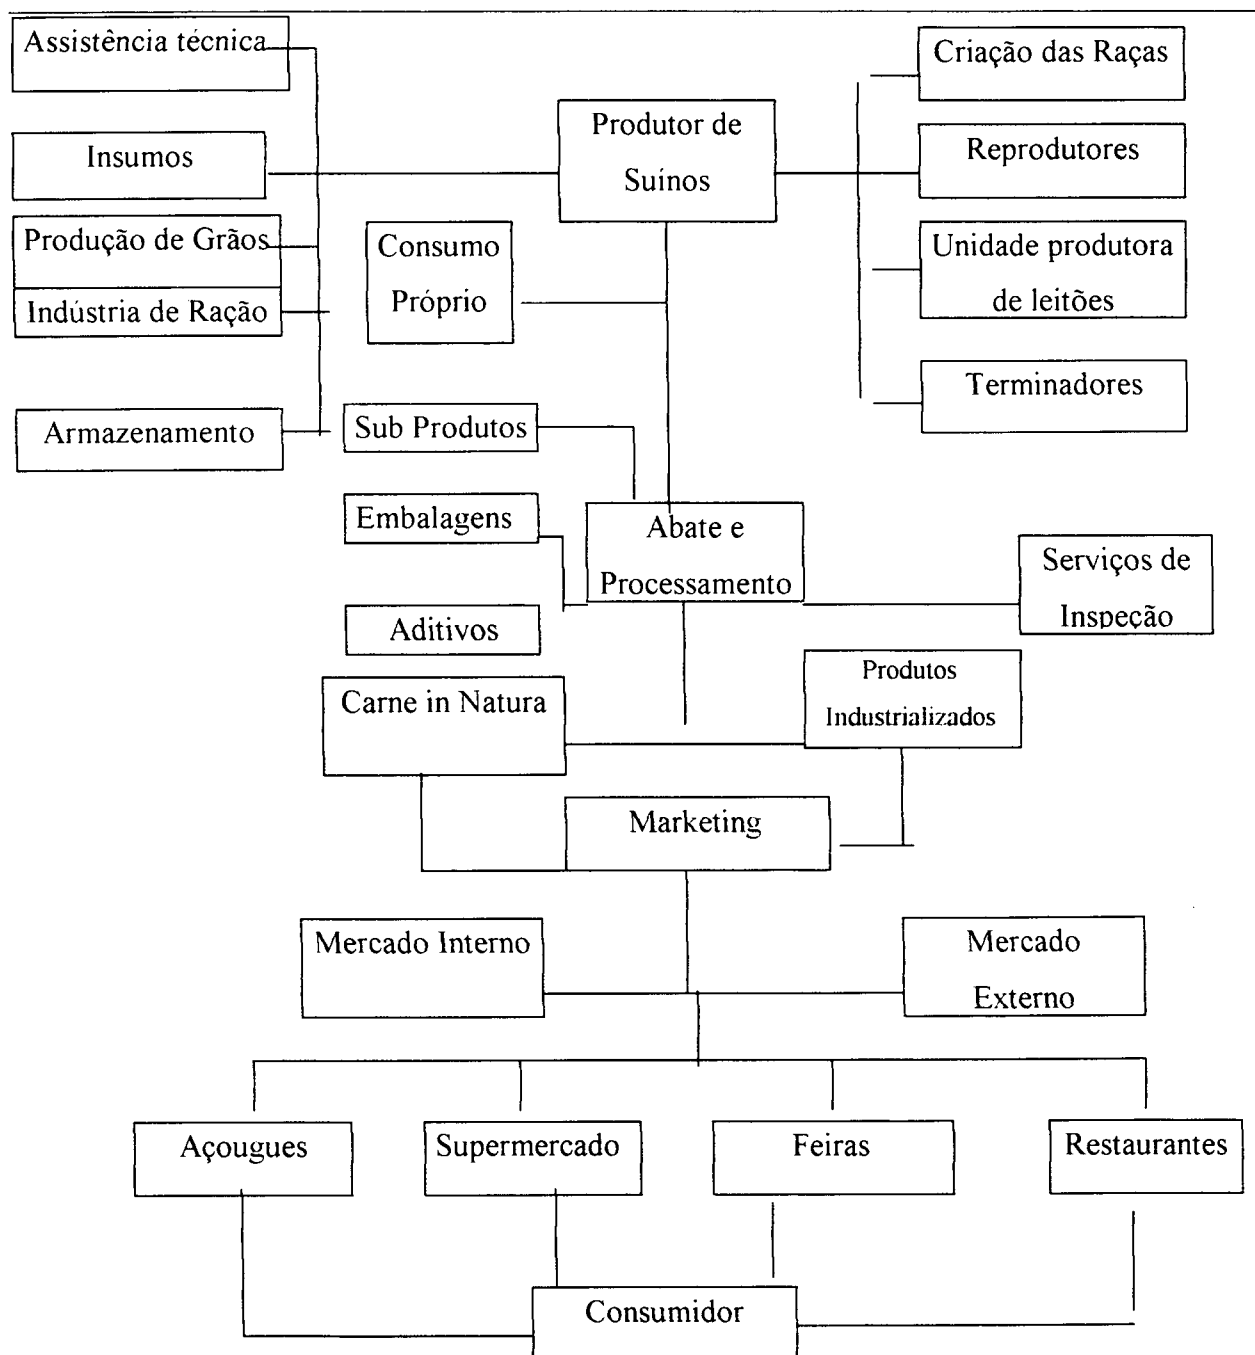 Assistência técnica
Criação das Raças
Produtor de
Suínos
Insumos
Reprodutores
Produção de Grãos
Consumo
Próprio
Unidade produtora
de leitões
Indústria de Ração
Terminadores
Armazenamento
Sub Produtos
Embalagens
Abate e
Processamento
Serviços de
Inspeção
Aditivos
Carne in Natura
Produtos
Industrializados
Marketing
Mercado Interno
Mercado
Externo
Açougues
Supermercado
Feiras
Restaurantes
Consumidor